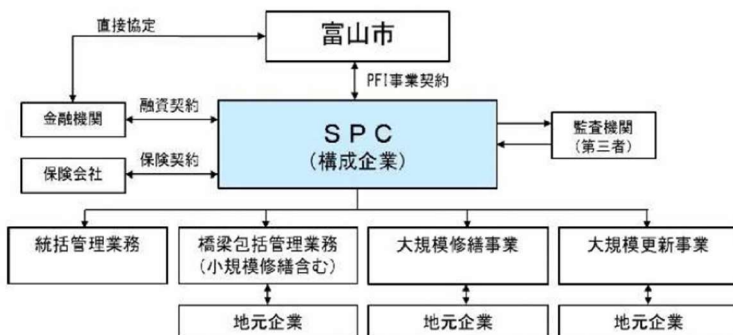 直接協定
富山市
PFI事業契約
金融機関
融資契約
SPC
(構成企業)
監査機関
(第三者)
保険会社
保険契約
統括管理業務
橋梁包括管理業務
(小規模修繕含む)
大規模修繕事業
大規模更新事業
地元企業
地元企業
地元企業